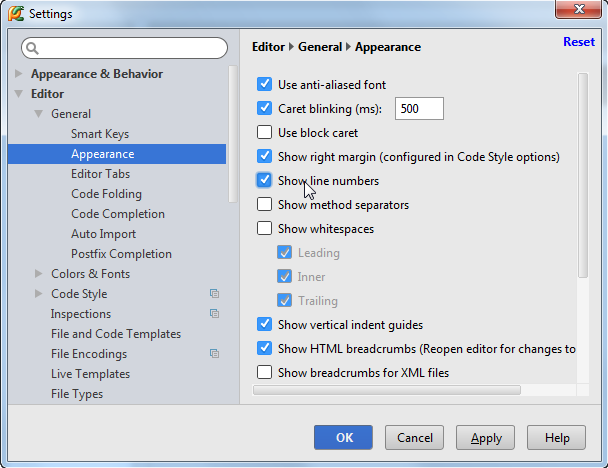 Settings
Appearance & Behavior
Editor
General
Smart Keys
Appearance
Editor Tabs
Code Folding
Code Completion
Auto Import
Postfix Completion
Colors & Fonts
Code Style
Inspections
File and Code Templates
File Encodings
Live Templates
File Types
Editor General Appearance
Reset
Use anti-aliased font
Caret blinking (ms): 500
Use block caret
Show right margin (configured in Code Style options)
Show line numbers
Show method separators
Show whitespaces
Leading
Inner
Trailing
Show vertical indent guides
Show HTML breadcrumbs (Reopen editor for changes to
Show breadcrumbs for XML files
OK
Cancel
Apply
Help